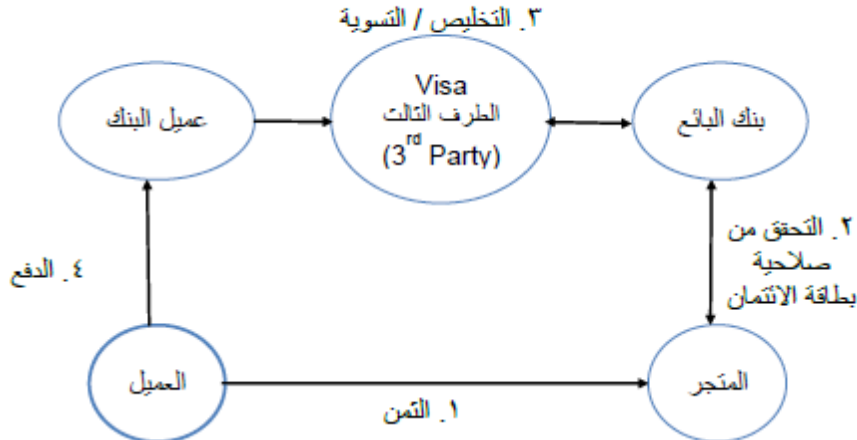 ٣. التخليص / التسوية
Visa
الطرف الثالث
(3rd Party)
بنك البائع
عميل البنك
٢. التحقق من
صلاحية
بطاقة الائتمان
٤. الدفع
المتجر
العميل
١. الثمن